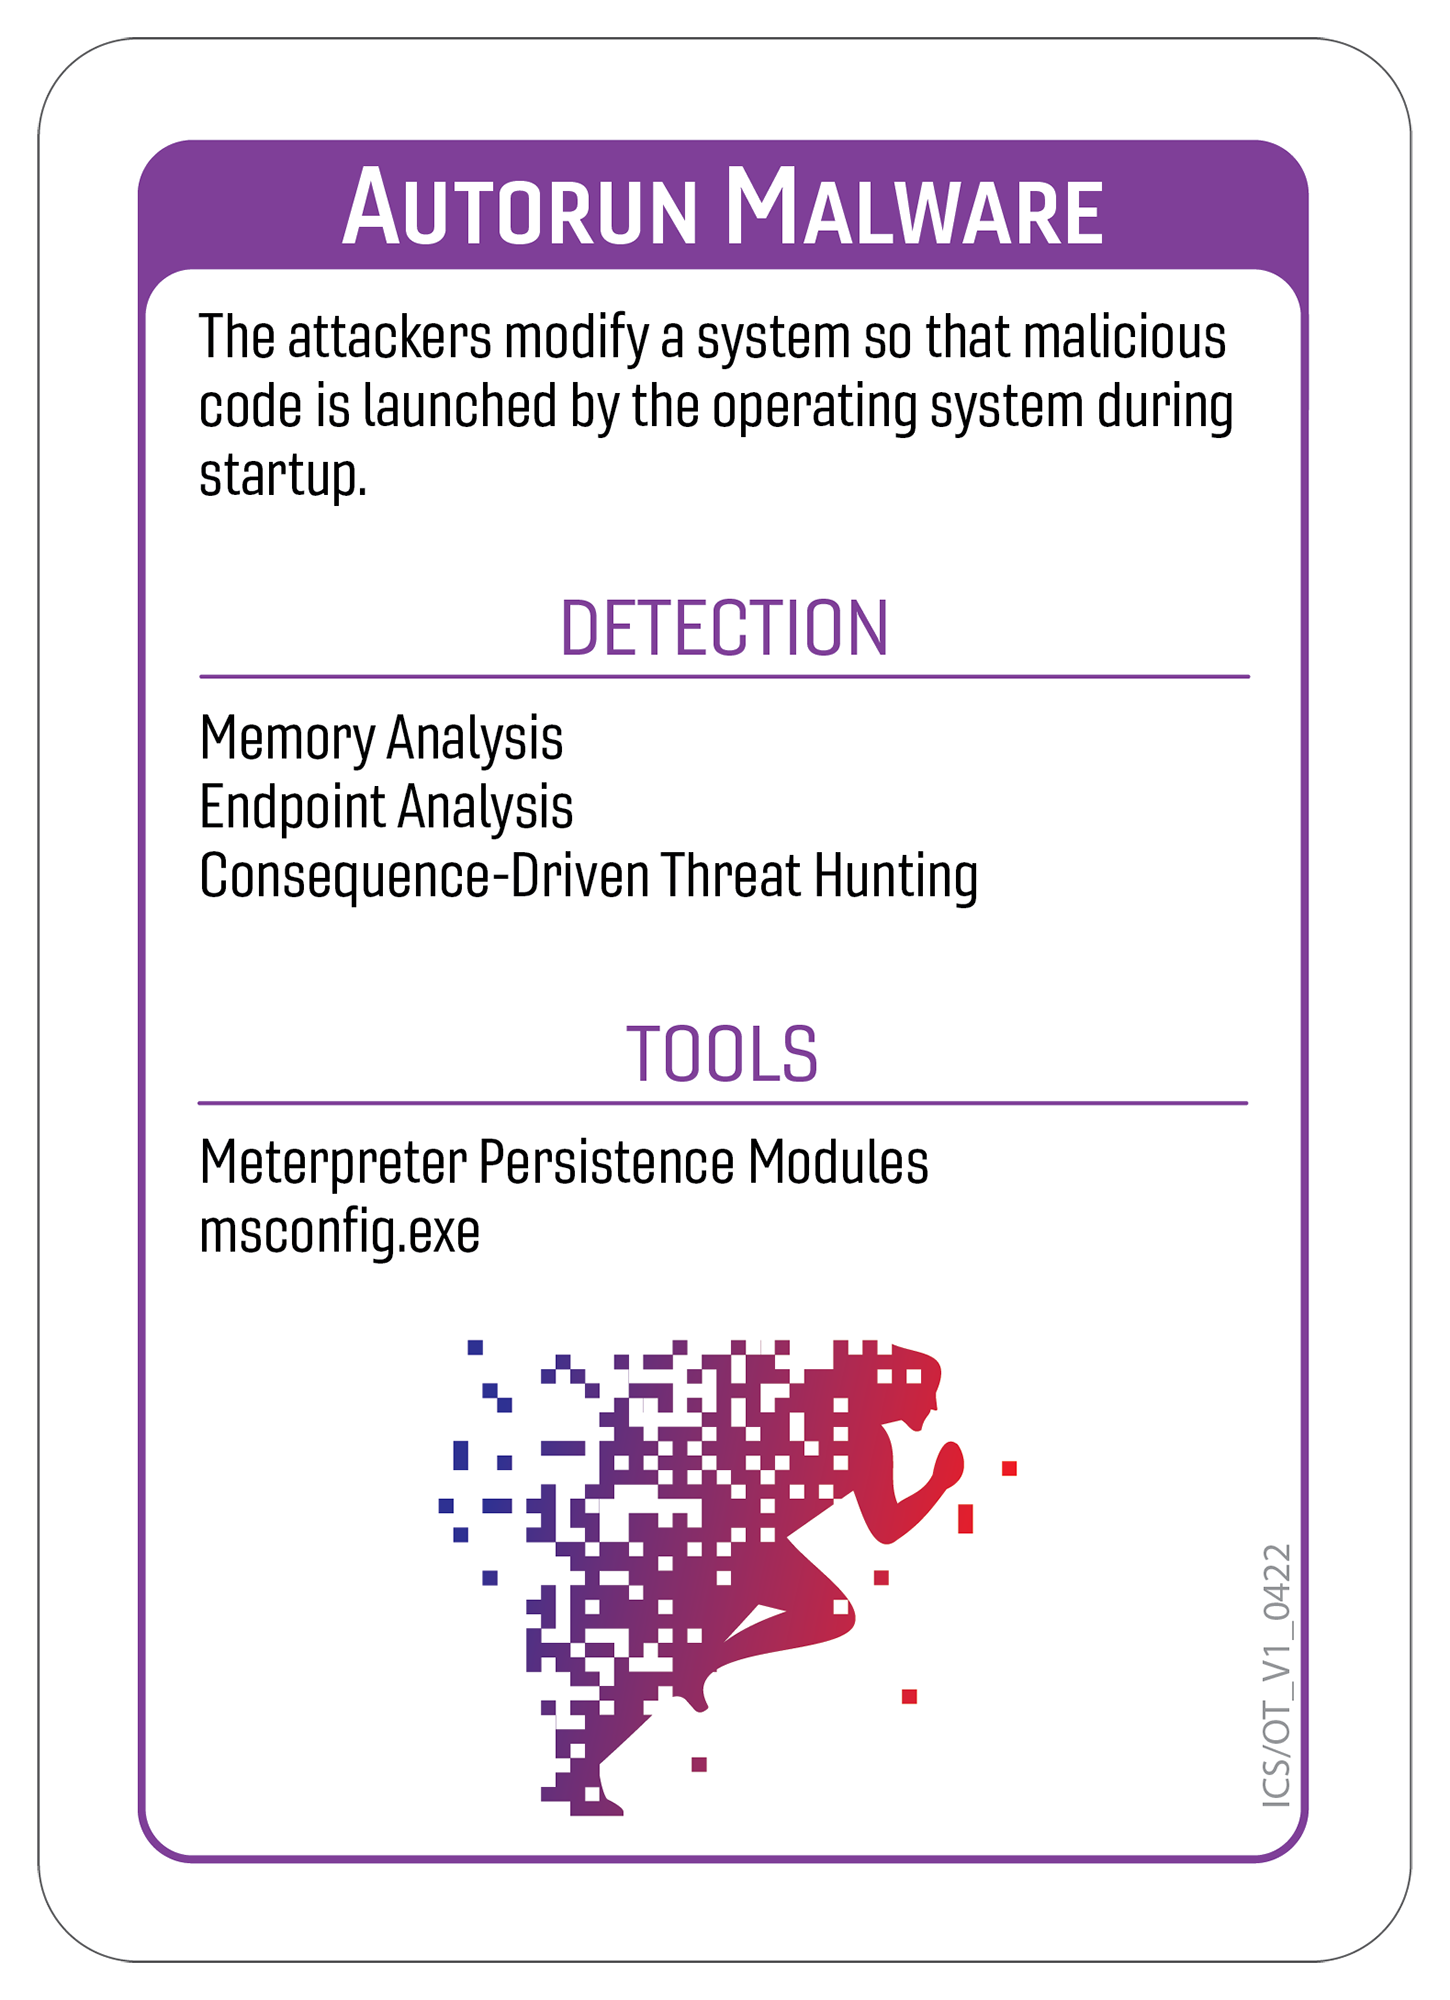 Autorun Malware
The attackers modify a system so that malicious
code is launched by the operating system during
startup.
DETECTION
Memory Analysis
Endpoint Analysis
Consequence-Driven Threat Hunting
TOOLS
Meterpreter Persistence Modules
msconfig.exe
ICS/OT_V1_0422